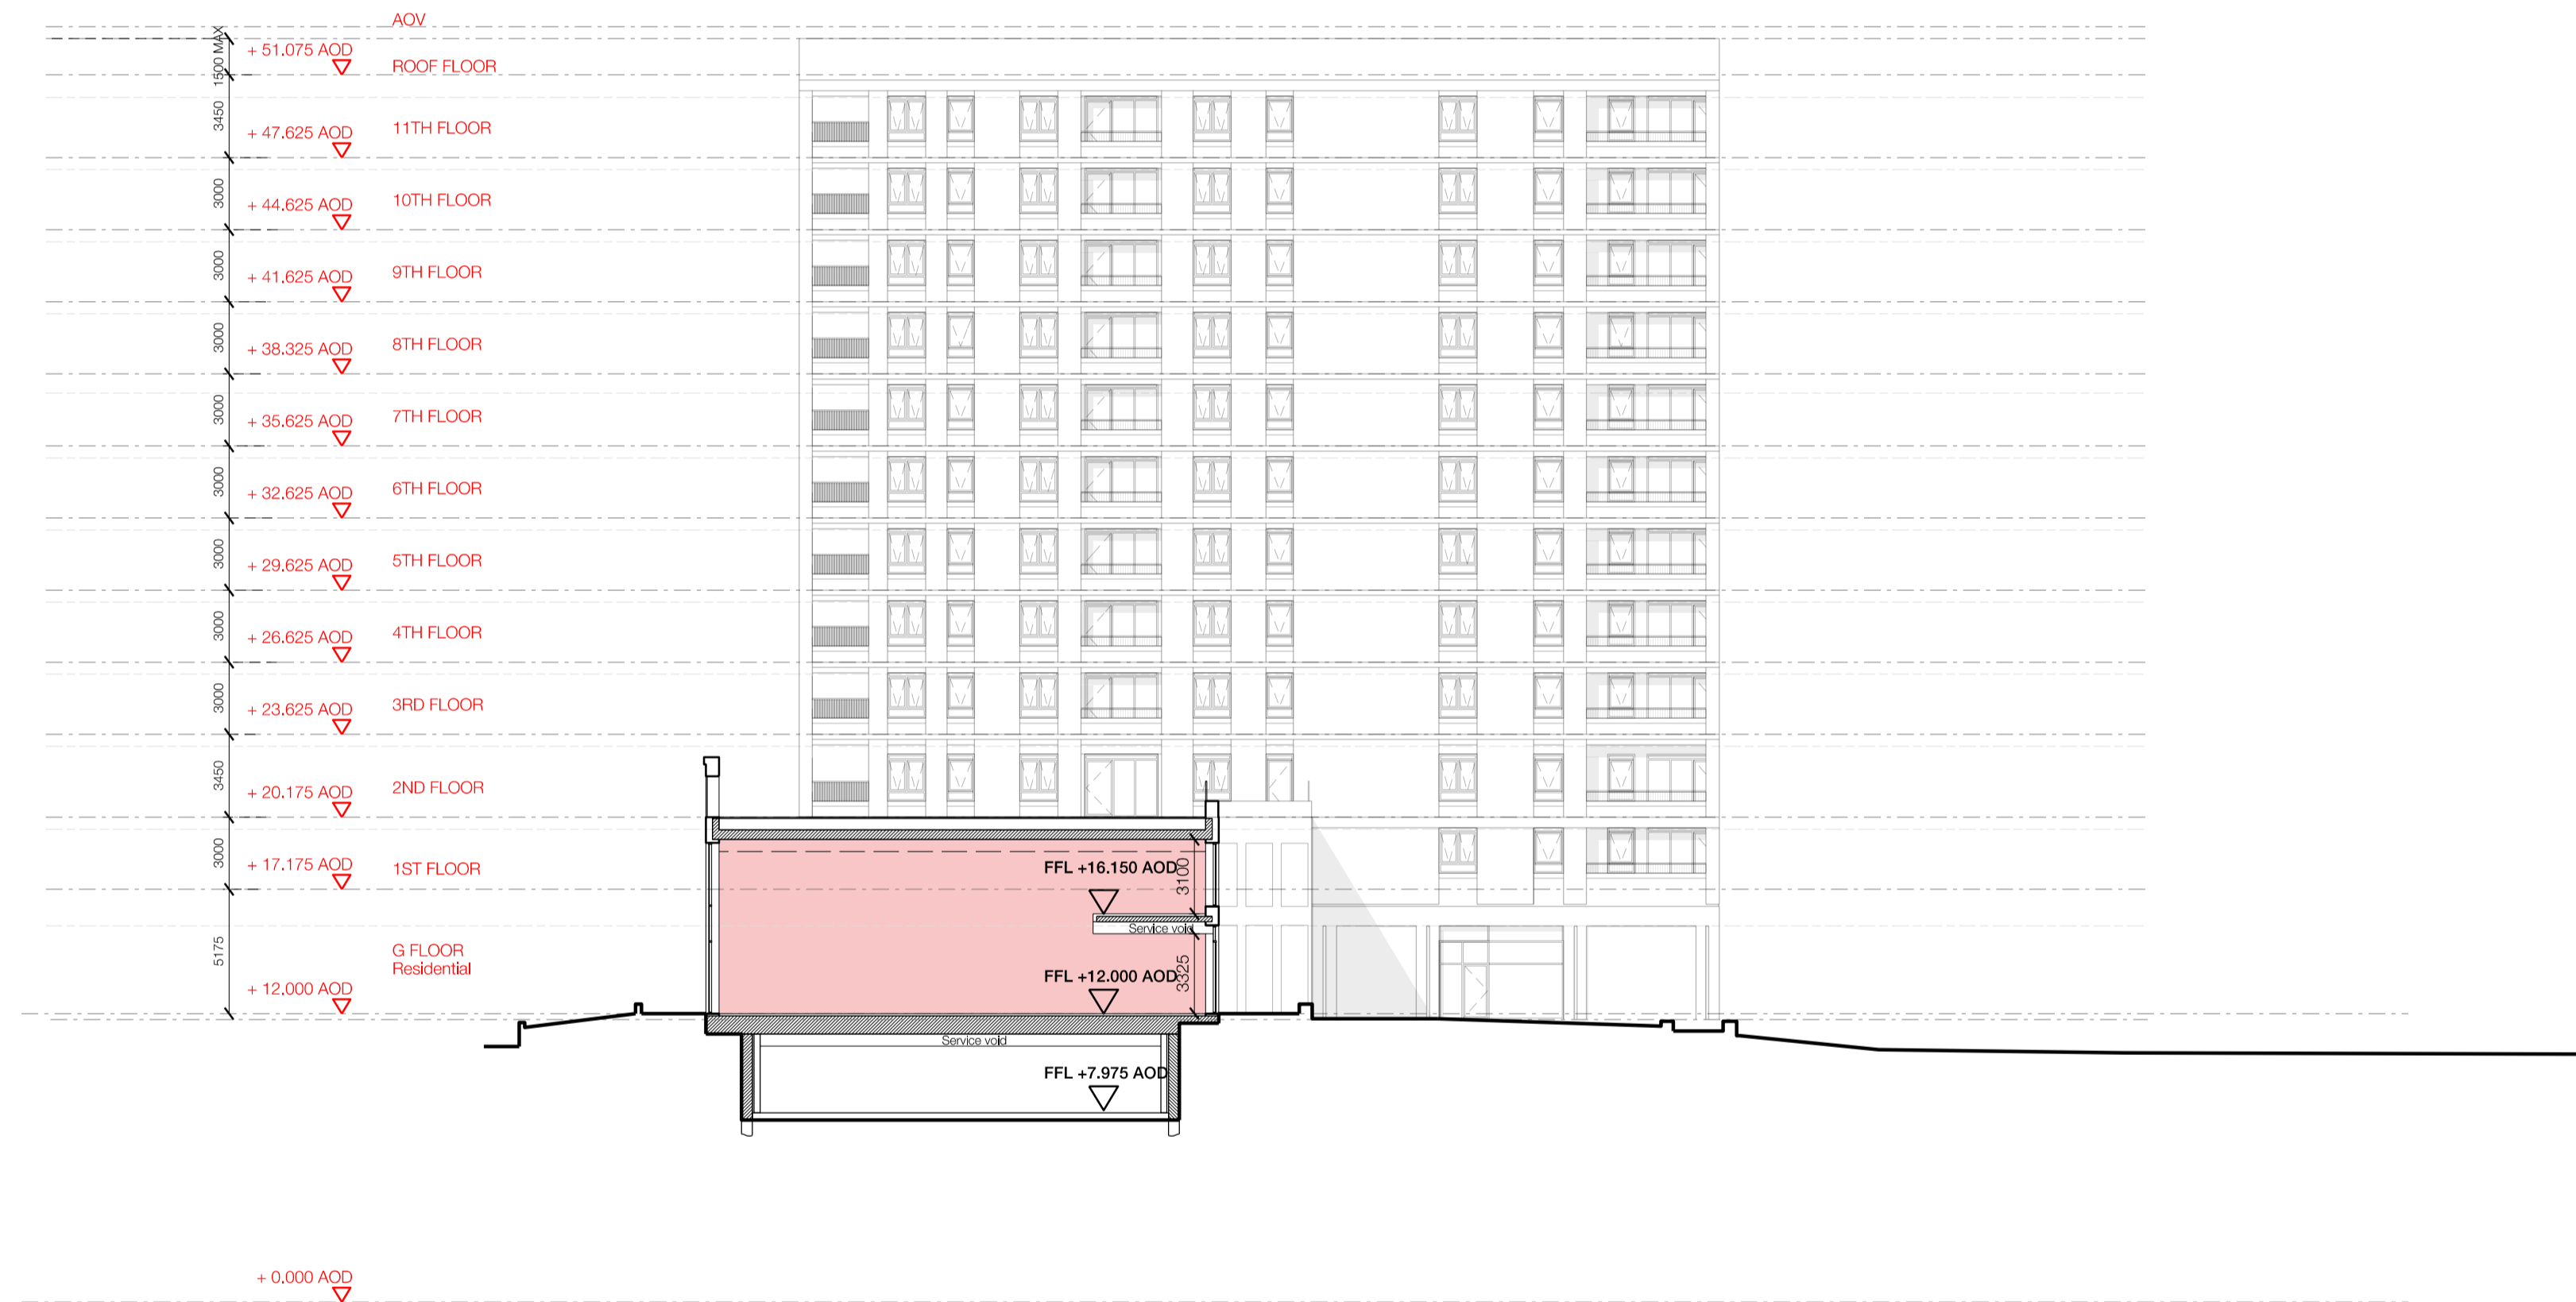 AOV
1500 MAX
+ 51.075 AOD
ROOF FLOOR
3450
+ 47.625 AOD
11TH FLOOR
3000
+ 44.625 AOD
10TH FLOOR
3000
+ 41.625 AOD
9TH FLOOR
3000
+ 38.325 AOD
8TH FLOOR
3000
+ 35.625 AOD
7TH FLOOR
3000
+ 32.625 AOD
6TH FLOOR
3000
+ 29.625 AOD
5TH FLOOR
3000
+ 26.625 AOD
4TH FLOOR
3000
+ 23.625 AOD
3RD FLOOR
3450
+ 20.175 AOD
2ND FLOOR
3000
+ 17.175 AOD
1ST FLOOR
5175
G FLOOR
Residential
+ 12.000 AOD
FFL +16.150 AOD
3100
Service void
FFL +12.000 AOD
3325
Service void
FFL +7.975 AOD
+ 0.000 AOD